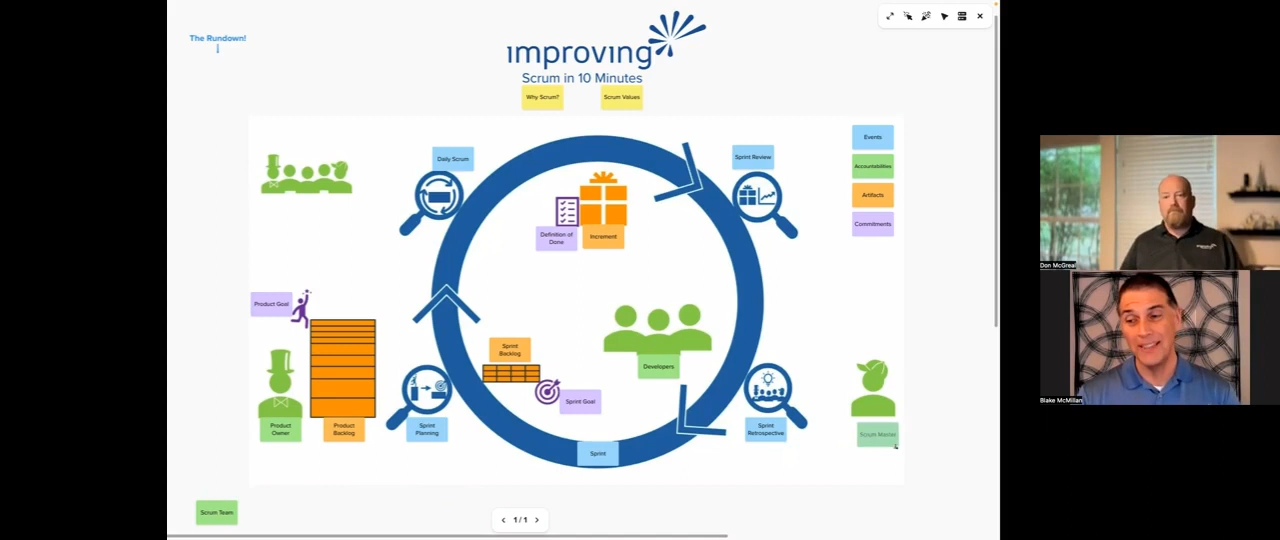 The Rundown!
improving
Scrum in 10 Minutes
Why Scrum?
Scrum Values
Daily Scrum
Sprint Review
Events
Accountabilities
Artifacts
Commitments
Definition of
Done
Increment
Product Goal
Sprint
Backlog
Developers
Sprint Goal
Product
Owner
Product
Backlog
Sprint
Planning
Sprint
Retrospective
Scrum Master
Sprint
Scrum Team
1 / 1
Don McGreal
improving
Blake McMillan